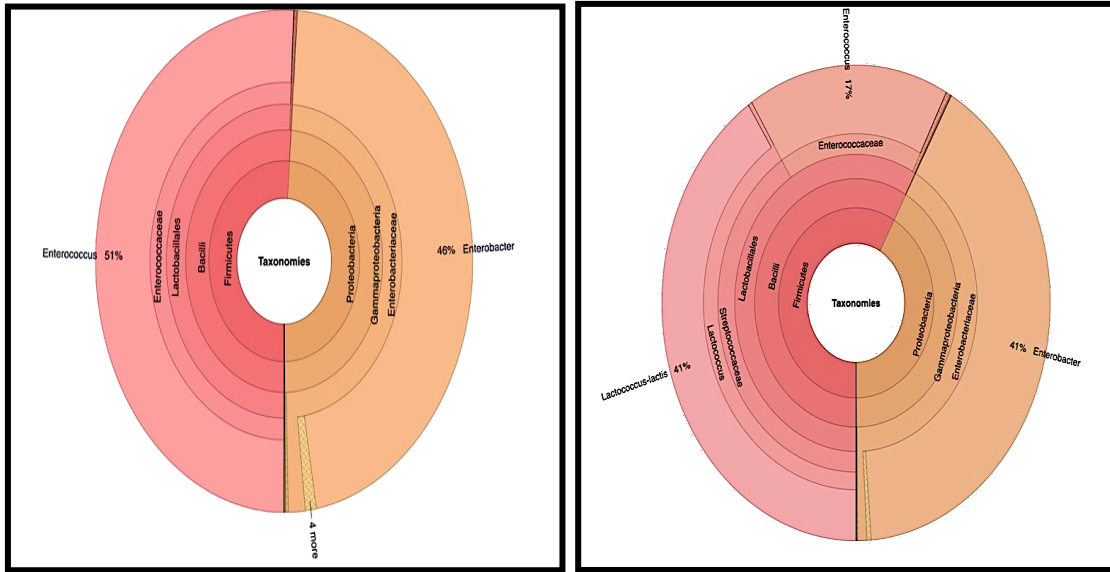 Enterococcus 51%
Enterococcaceae
Lactobacillales
Bacilli
Firmicutes
Taxonomies
Proteobacteria
Gammaproteobacteria
Enterobacteriaceae
46% Enterobacter
4 more
Enterococcus 17%
Enterococcaceae
Lactococcus-lactis 41%
Lactococcus
Streptococcaceae
Lactobacillales
Bacilli
Firmicutes
Taxonomies
Proteobacteria
Gammaproteobacteria
Enterobacteriaceae
41% Enterobacter